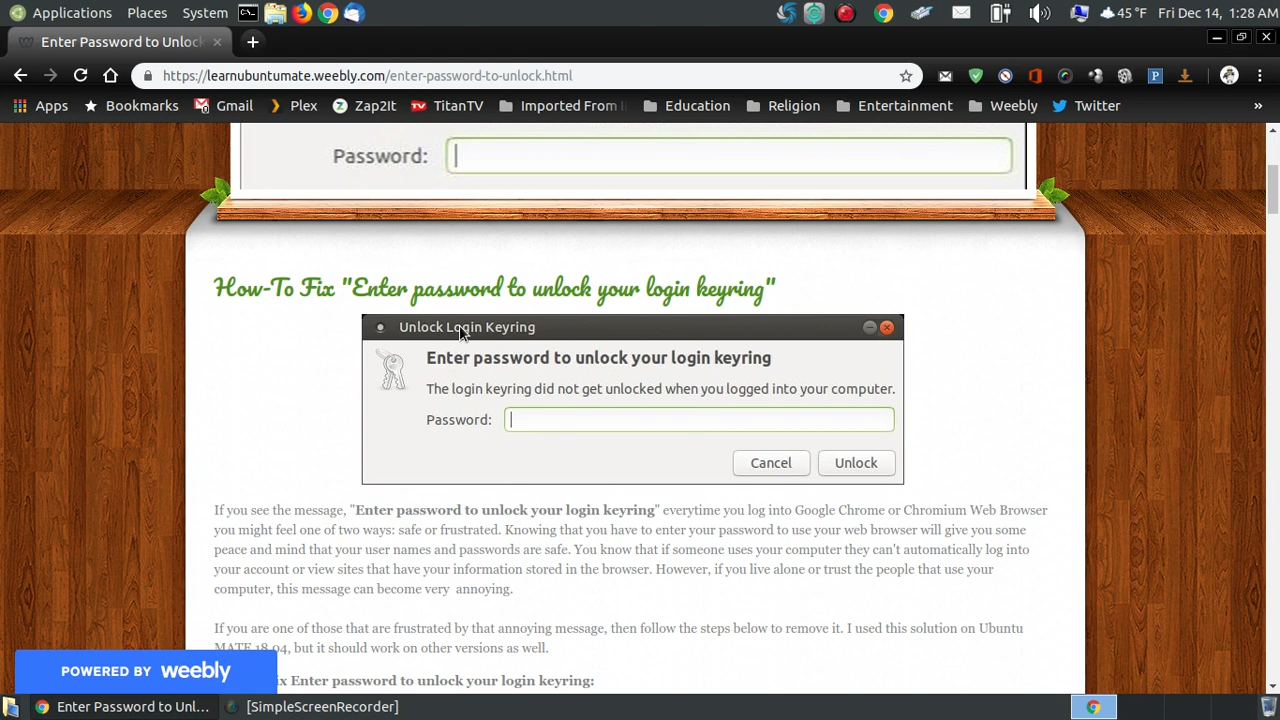 Applications Places System 45 °F Fri Dec 14, 1:28 AM
Enter Password to Unlock
https://learnubuntumate.weebly.com/enter-password-to-unlock.html
Apps Bookmarks Gmail Plex Zap2It TitanTV Imported From Education Religion Entertainment Weebly Twitter »
Password:
How-To Fix "Enter password to unlock your login keyring"
Unlock Login Keyring
Enter password to unlock your login keyring
The login keyring did not get unlocked when you logged into your computer.
Password:
Cancel Unlock
If you see the message, "Enter password to unlock your login keyring" everytime you log into Google Chrome or Chromium Web Browser
you might feel one of two ways: safe or frustrated. Knowing that you have to enter your password to use your web browser will give you some
peace and mind that your user names and passwords are safe. You know that if someone uses your computer they can't automatically log into
your account or view sites that have your information stored in the browser. However, if you live alone or trust the people that use your
computer, this message can become very annoying.
If you are one of those that are frustrated by that annoying message, then follow the steps below to remove it. I used this solution on Ubuntu
MATE 18.04, but it should work on other versions as well.
POWERED BY weebly
ix Enter password to unlock your login keyring:
Enter Password to Unl... [SimpleScreenRecorder]